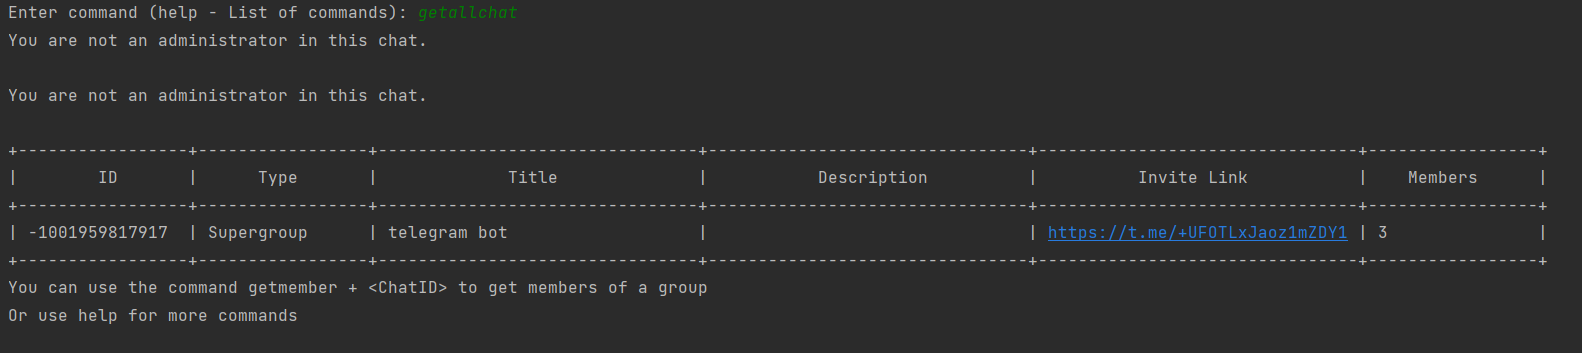 Enter command (help - List of commands): getallchat
You are not an administrator in this chat.
You are not an administrator in this chat.
+-----------------+-----------------+--------------------------------+--------------------------------+--------------------------------+-----------------+
| ID | Type | Title | Description | Invite Link | Members |
+-----------------+-----------------+--------------------------------+--------------------------------+--------------------------------+-----------------+
| -1001959817917 | Supergroup | telegram bot | | https://t.me/+UFOTLxJaoz1mZDY1 | 3 |
+-----------------+-----------------+--------------------------------+--------------------------------+--------------------------------+-----------------+
You can use the command getmember + <ChatID> to get members of a group
Or use help for more commands